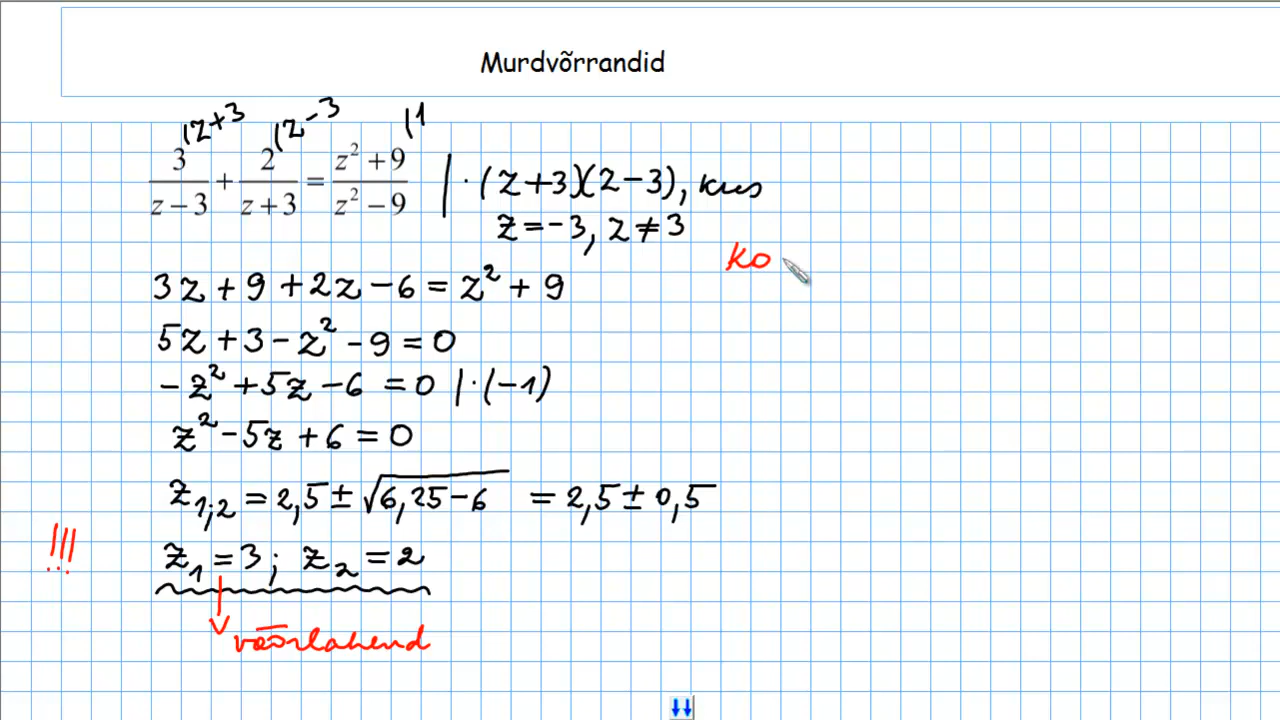 Murdvõrrandid
|z+3 |z-3 |1
3/(z-3) + 2/(z+3) = (z²+9)/(z²-9) | · (z+3)(z-3), kus
z=-3, z≠3
ko
3z+9+2z-6=z²+9
5z+3-z²-9=0
-z²+5z-6=0 |·(-1)
z²-5z+6=0
z₁;₂=2,5±√(6,25-6) =2,5±0,5
!!!
z₁=3; z₂=2
võõrlahend